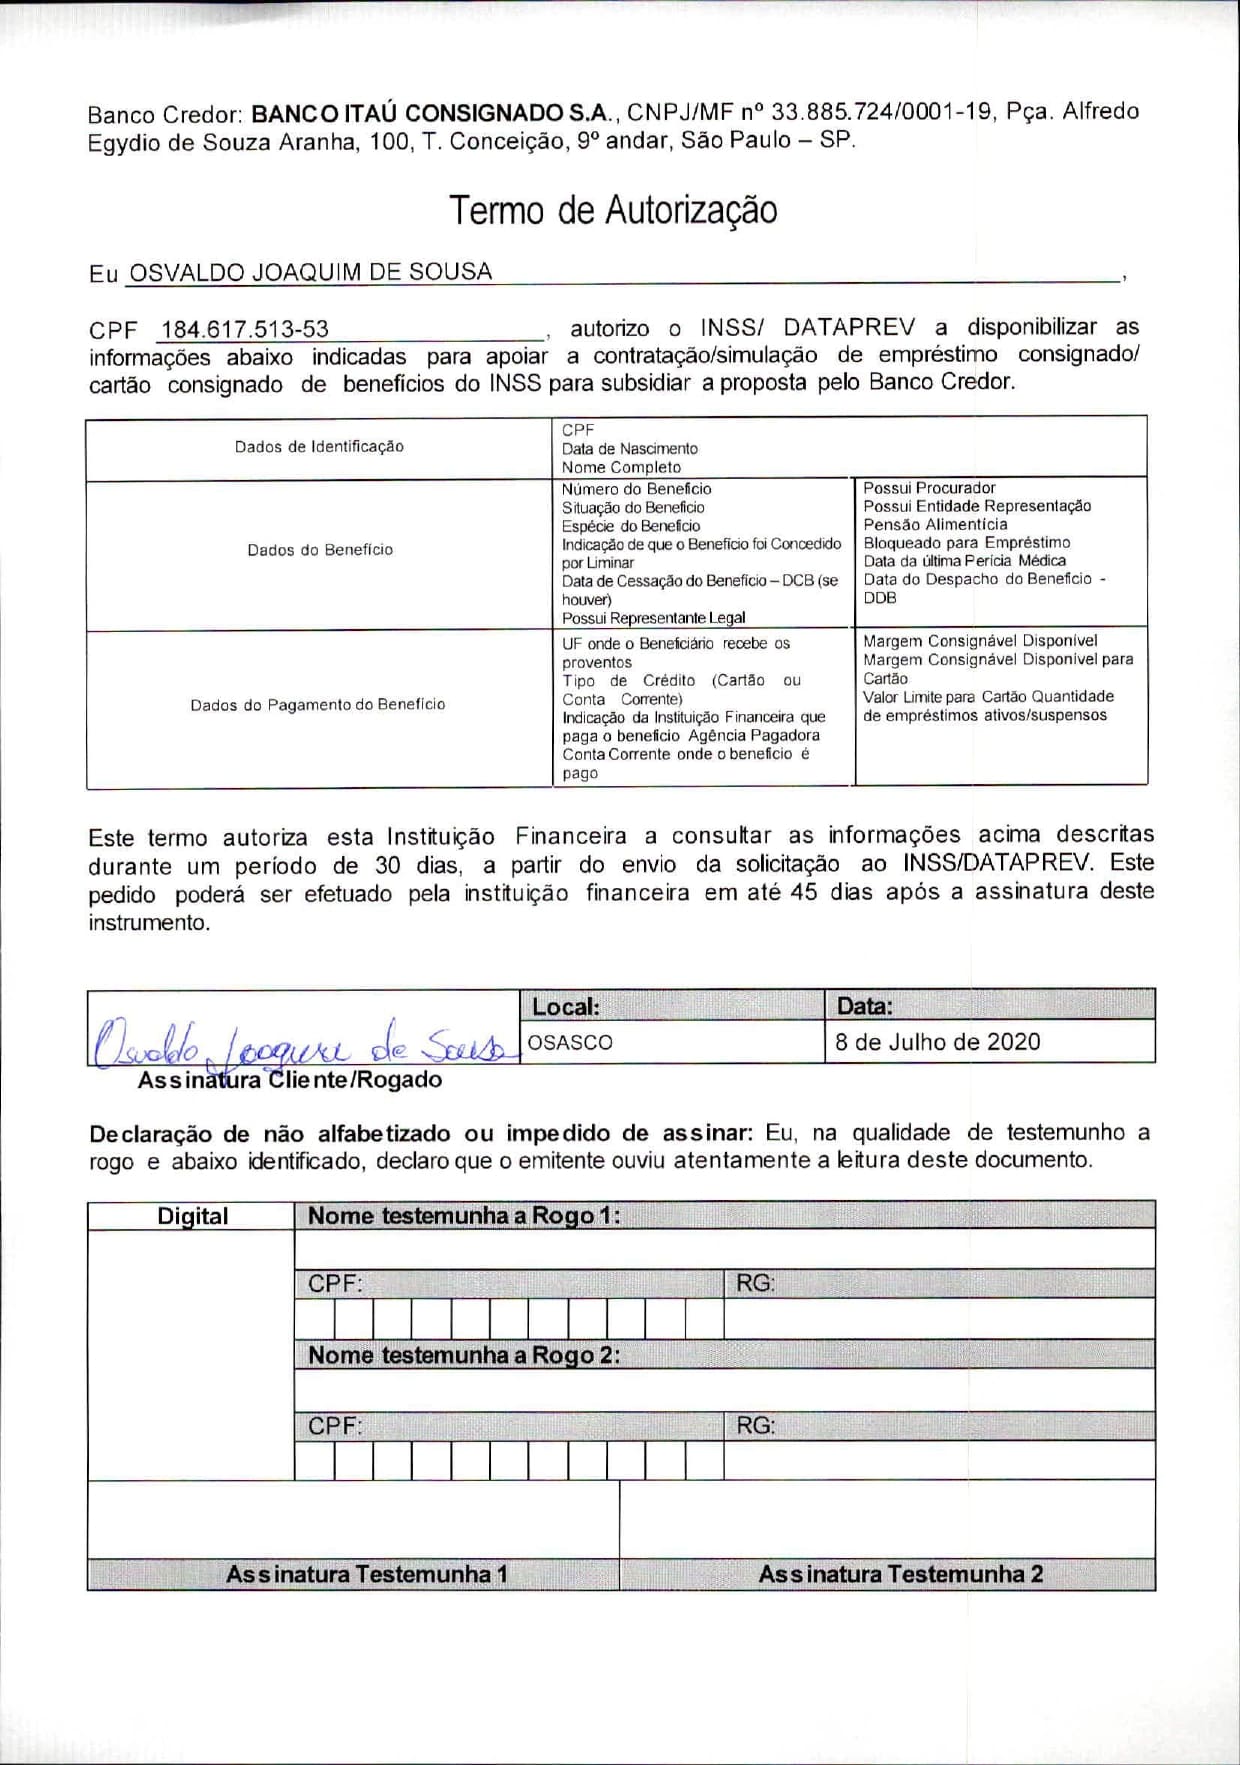 Banco Credor: BANCO ITAÚ CONSIGNADO S.A., CNPJ/MF nº 33.885.724/0001-19, Pça. Alfredo
Egydio de Souza Aranha, 100, T. Conceição, 9º andar, São Paulo – SP.
Termo de Autorização
Eu OSVALDO JOAQUIM DE SOUSA,
CPF 184.617.513-53, autorizo o INSS/ DATAPREV a disponibilizar as
informações abaixo indicadas para apoiar a contratação/simulação de empréstimo consignado/
cartão consignado de benefícios do INSS para subsidiar a proposta pelo Banco Credor.
Dados de Identificação
CPF
Data de Nascimento
Nome Completo
Dados do Benefício
Número do Benefício
Situação do Benefício
Espécie do Benefício
Indicação de que o Benefício foi Concedido
por Liminar
Data de Cessação do Benefício – DCB (se
houver)
Possui Representante Legal
Possui Procurador
Possui Entidade Representação
Pensão Alimentícia
Bloqueado para Empréstimo
Data da última Perícia Médica
Data do Despacho do Benefício -
DDB
Dados do Pagamento do Benefício
UF onde o Beneficiário recebe os
proventos
Tipo de Crédito (Cartão ou
Conta Corrente)
Indicação da Instituição Financeira que
paga o benefício Agência Pagadora
Conta Corrente onde o benefício é
pago
Margem Consignável Disponível
Margem Consignável Disponível para
Cartão
Valor Limite para Cartão Quantidade
de empréstimos ativos/suspensos
Este termo autoriza esta Instituição Financeira a consultar as informações acima descritas
durante um período de 30 dias, a partir do envio da solicitação ao INSS/DATAPREV. Este
pedido poderá ser efetuado pela instituição financeira em até 45 dias após a assinatura deste
instrumento.
Local: Data:
Osvaldo Joaquim de Sousa OSASCO 8 de Julho de 2020
Assinatura Cliente/Rogado
Declaração de não alfabetizado ou impedido de assinar: Eu, na qualidade de testemunho a
rogo e abaixo identificado, declaro que o emitente ouviu atentamente a leitura deste documento.
Digital Nome testemunha a Rogo 1:
CPF: RG:
Nome testemunha a Rogo 2:
CPF: RG:
Assinatura Testemunha 1 Assinatura Testemunha 2